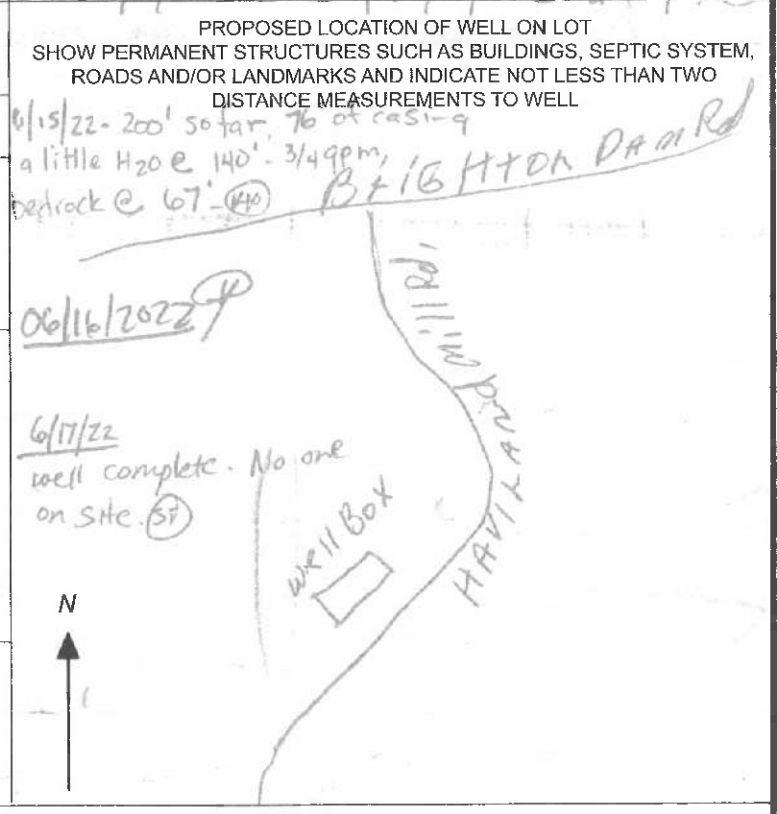 PROPOSED LOCATION OF WELL ON LOT
SHOW PERMANENT STRUCTURES SUCH AS BUILDINGS, SEPTIC SYSTEM,
ROADS AND/OR LANDMARKS AND INDICATE NOT LESS THAN TWO
DISTANCE MEASUREMENTS TO WELL
6/15/22 - 200' so far, 76' of casing
a little H2O @ 140'. 3/4 gpm,
bedrock @ 67' -
BrIGHTON DAM Rd
06/16/2022
HAVILAnd Mill Rd.
6/17/22
well complete. No one
on site. SF
well Box
N